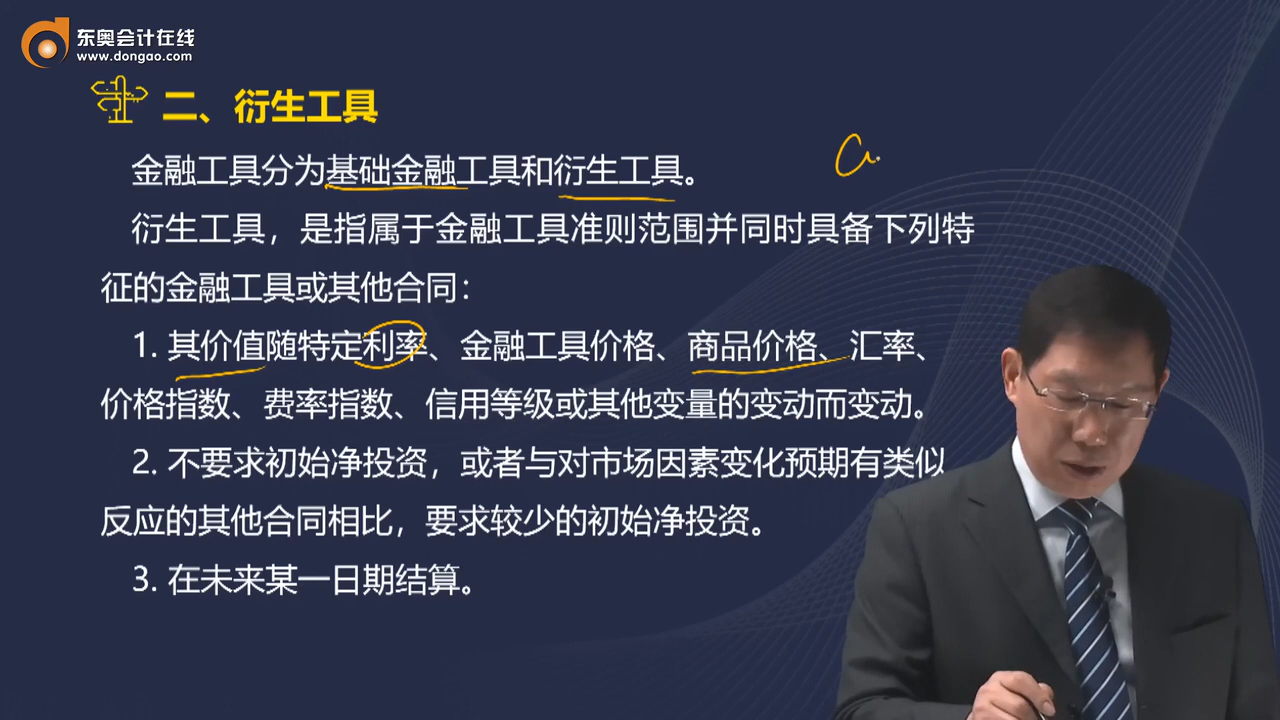 东奥会计在线
www.dongao.com
二、衍生工具
金融工具分为基础金融工具和衍生工具。
衍生工具，是指属于金融工具准则范围并同时具备下列特
征的金融工具或其他合同：
1. 其价值随特定利率、金融工具价格、商品价格、汇率、
价格指数、费率指数、信用等级或其他变量的变动而变动。
2. 不要求初始净投资，或者与对市场因素变化预期有类似
反应的其他合同相比，要求较少的初始净投资。
3. 在未来某一日期结算。